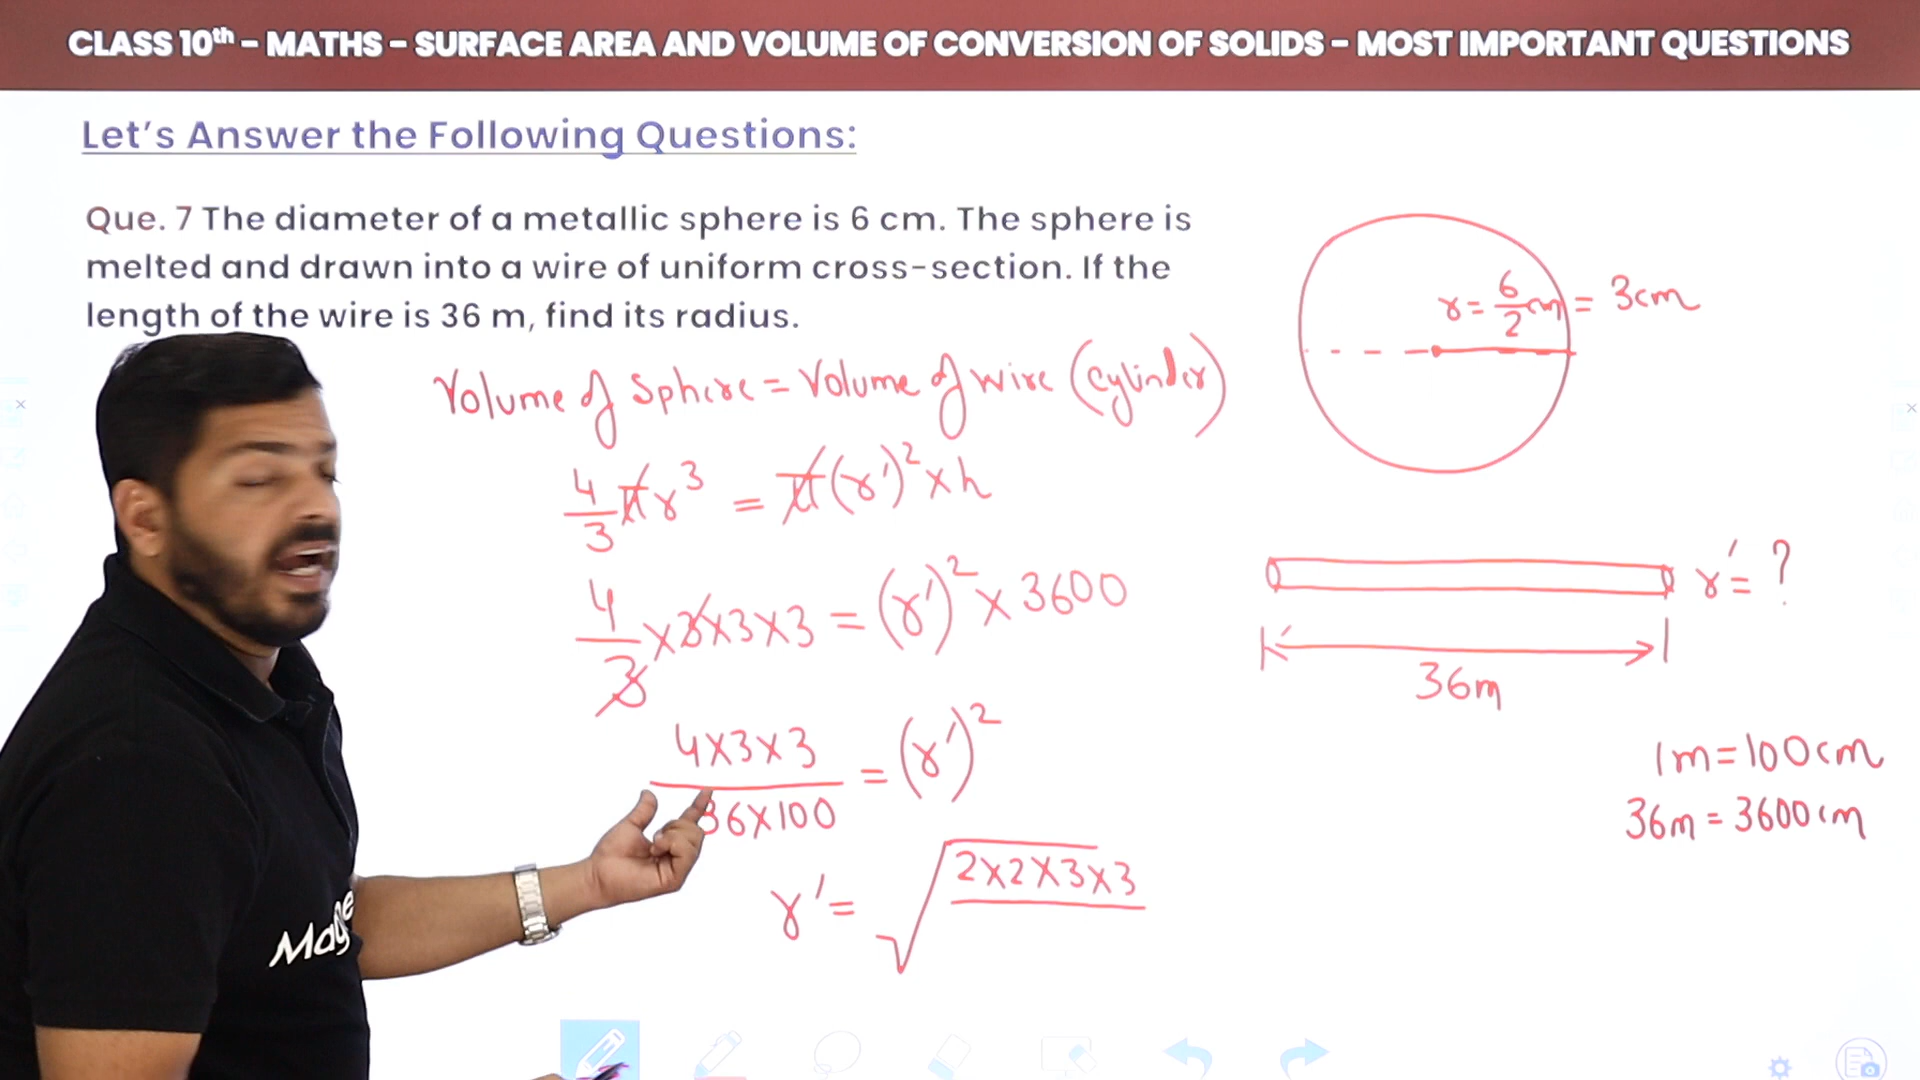 CLASS 10th – MATHS – SURFACE AREA AND VOLUME OF CONVERSION OF SOLIDS – MOST IMPORTANT QUESTIONS
Let's Answer the Following Questions:
Que. 7 The diameter of a metallic sphere is 6 cm. The sphere is
melted and drawn into a wire of uniform cross-section. If the
length of the wire is 36 m, find its radius.
r = 6/2 cm = 3cm
Volume of Sphere = Volume of wire (cylinder)
4/3 π r³ = π (r')² × h
4/3 × 3 × 3 × 3 = (r')² × 3600
r' = ?
36m
4×3×3 / 36×100 = (r')²
1m = 100cm
36m = 3600cm
r' = √2×2×3×3